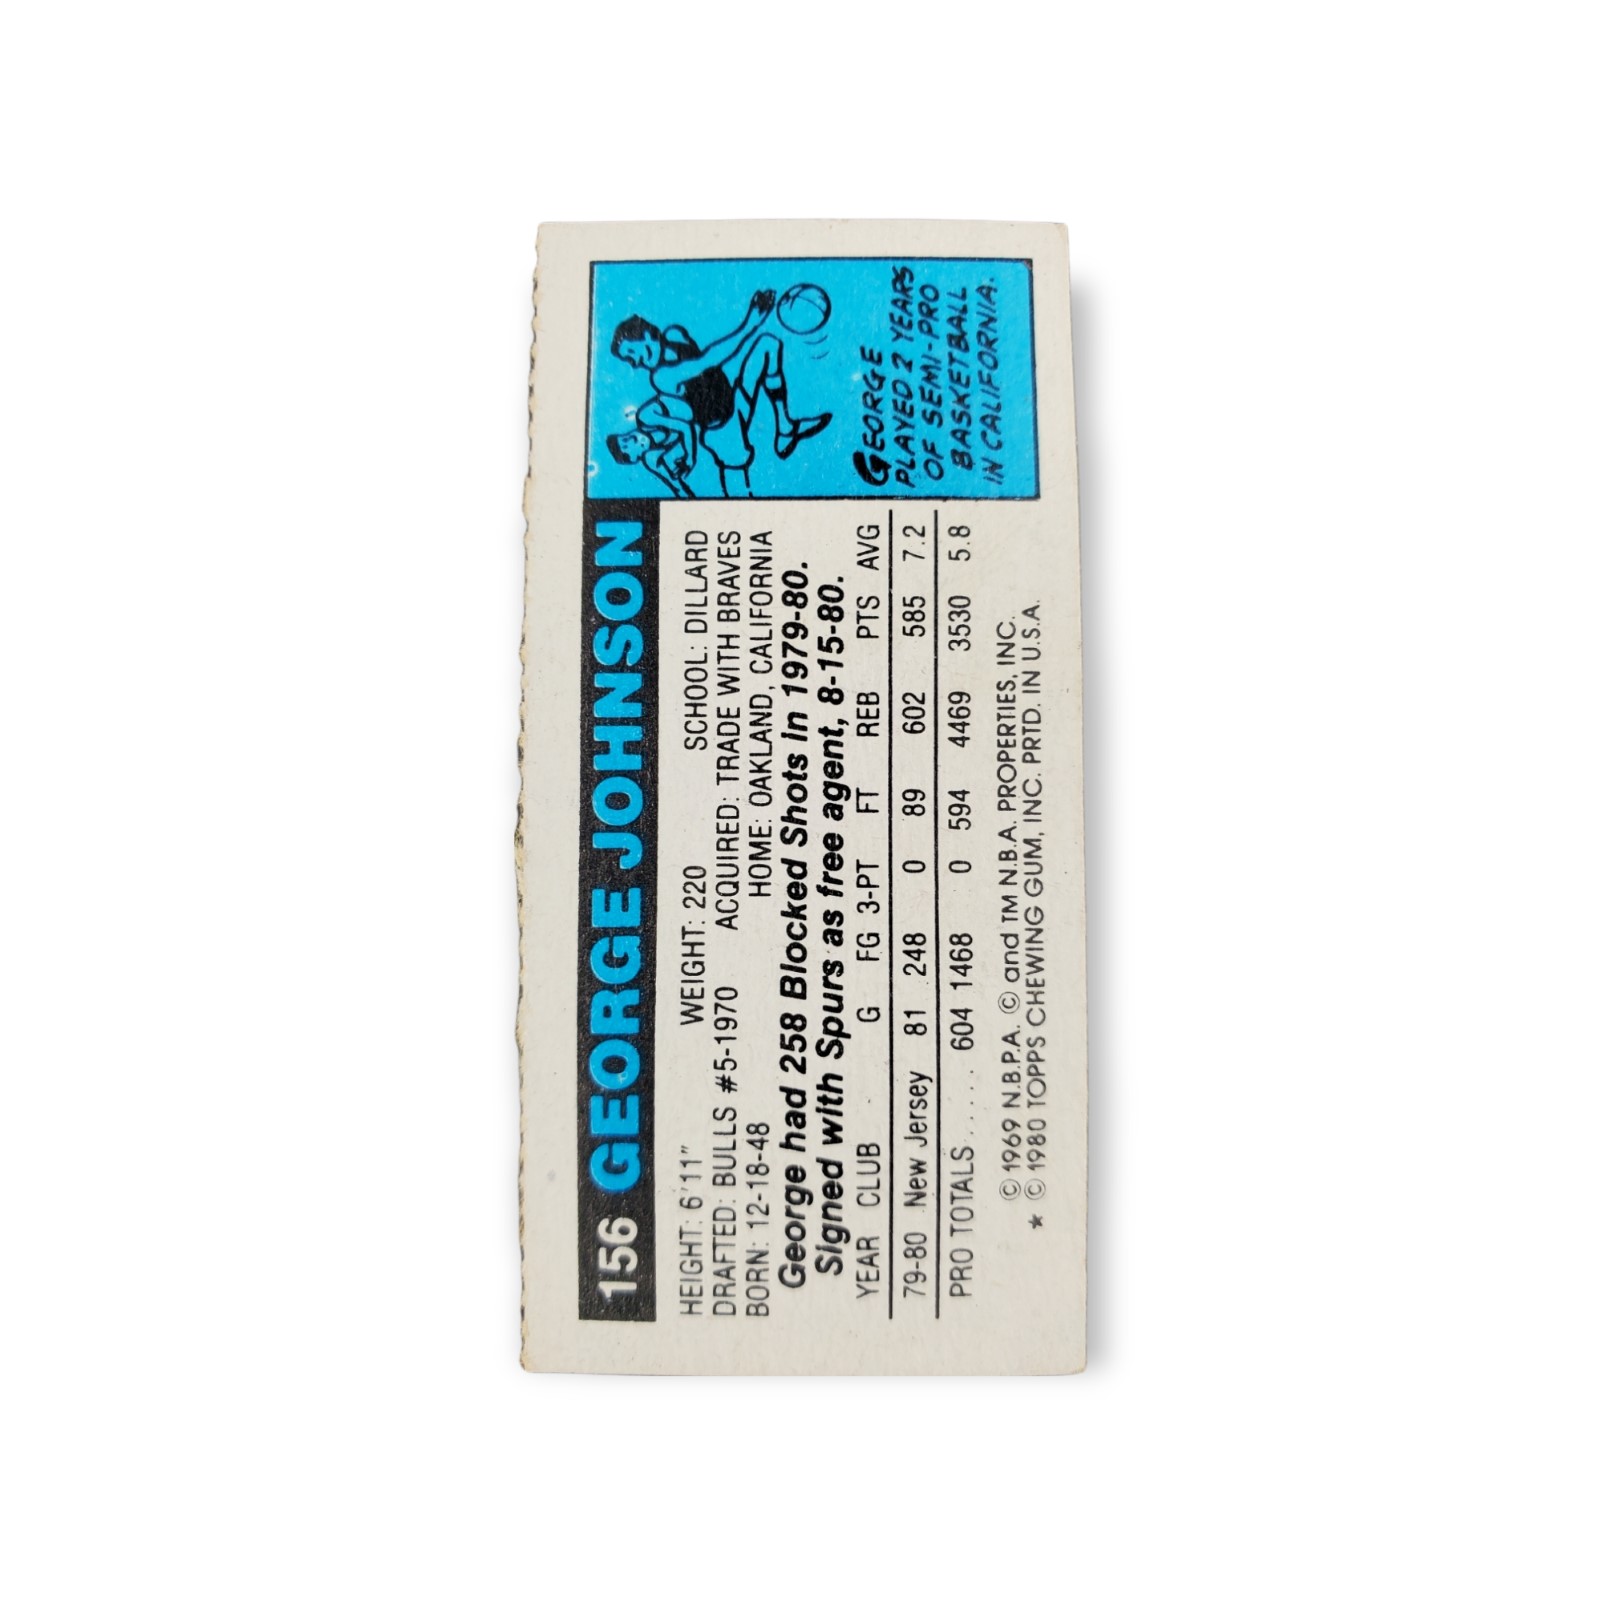 156 GEORGE JOHNSON
HEIGHT: 6'11" WEIGHT: 220 SCHOOL: DILLARD
DRAFTED: BULLS #5-1970 ACQUIRED: TRADE WITH BRAVES
BORN: 12-18-48 HOME: OAKLAND, CALIFORNIA
George had 258 Blocked Shots in 1979-80.
Signed with Spurs as free agent, 8-15-80.
YEAR CLUB G FG 3-PT FT REB PTS AVG
79-80 New Jersey 81 248 0 89 602 585 7.2
PRO TOTALS..... 604 1468 0 594 4469 3530 5.8
© 1969 N.B.P.A. © and TM N.B.A. PROPERTIES, INC.
* © 1980 TOPPS CHEWING GUM, INC. PRTD. IN U.S.A.
GEORGE
PLAYED 2 YEARS
OF SEMI-PRO
BASKETBALL
IN CALIFORNIA.